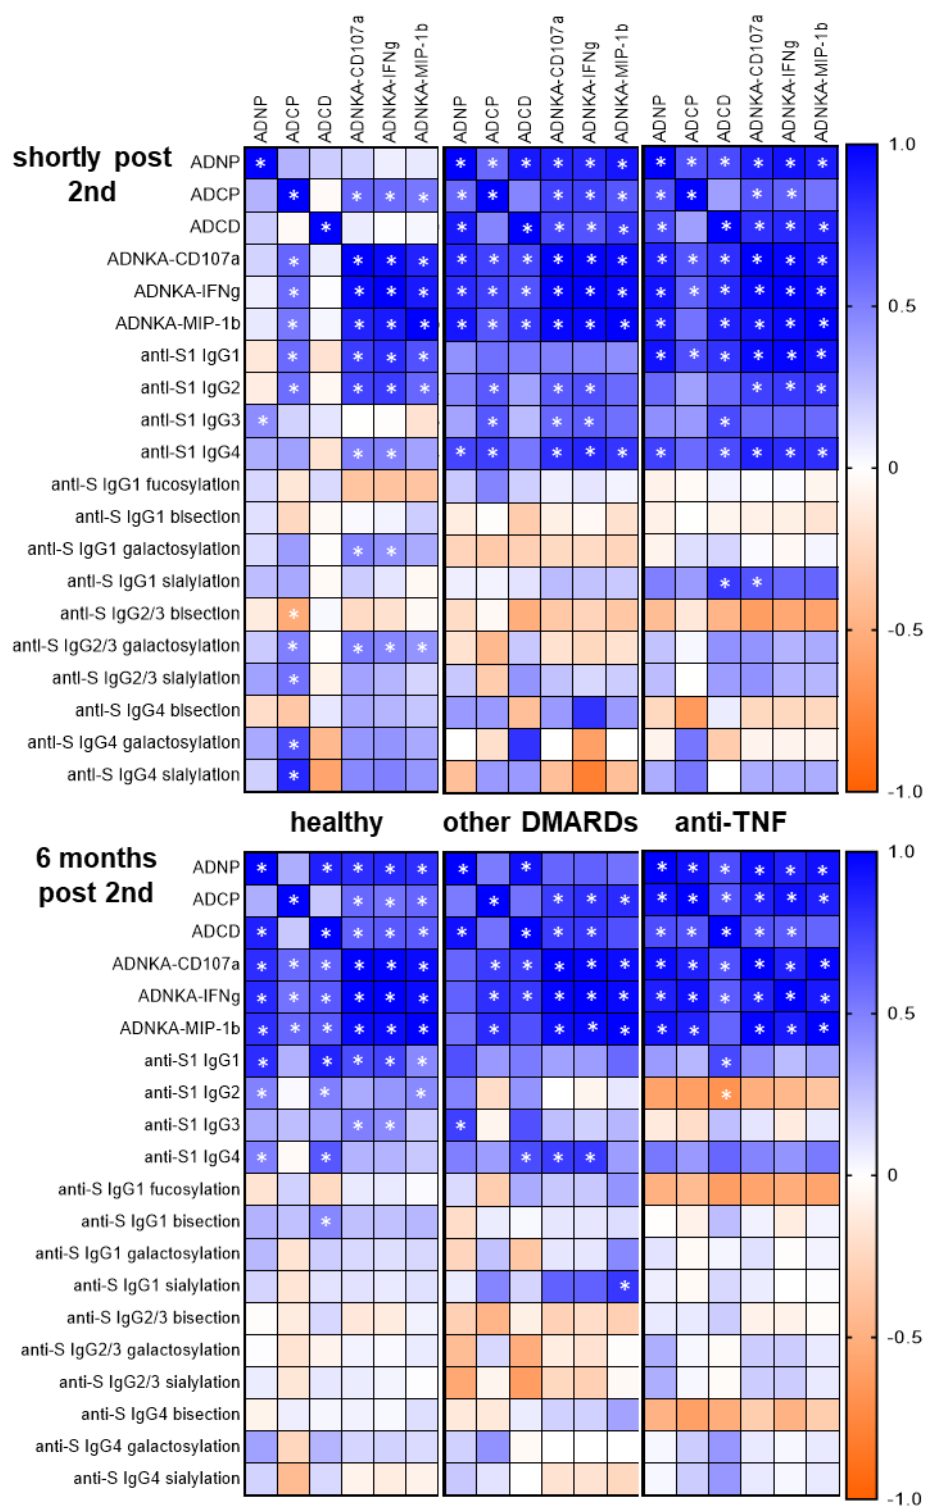 ADNP
ADCP
ADCD
ADNKA-CD107a
ADNKA-IFNg
ADNKA-MIP-1b
ADNP
ADCP
ADCD
ADNKA-CD107a
ADNKA-IFNg
ADNKA-MIP-1b
ADNP
ADCP
ADCD
ADNKA-CD107a
ADNKA-IFNg
ADNKA-MIP-1b
shortly post
2nd
ADNP
ADCP
ADCD
ADNKA-CD107a
ADNKA-IFNg
ADNKA-MIP-1b
anti-S1 IgG1
anti-S1 IgG2
anti-S1 IgG3
anti-S1 IgG4
anti-S IgG1 fucosylation
anti-S IgG1 bisection
anti-S IgG1 galactosylation
anti-S IgG1 sialylation
anti-S IgG2/3 bisection
anti-S IgG2/3 galactosylation
anti-S IgG2/3 sialylation
anti-S IgG4 bisection
anti-S IgG4 galactosylation
anti-S IgG4 sialylation
1.0
0.5
0
-0.5
-1.0
healthy
other DMARDs
anti-TNF
6 months
post 2nd
ADNP
ADCP
ADCD
ADNKA-CD107a
ADNKA-IFNg
ADNKA-MIP-1b
anti-S1 IgG1
anti-S1 IgG2
anti-S1 IgG3
anti-S1 IgG4
anti-S IgG1 fucosylation
anti-S IgG1 bisection
anti-S IgG1 galactosylation
anti-S IgG1 sialylation
anti-S IgG2/3 bisection
anti-S IgG2/3 galactosylation
anti-S IgG2/3 sialylation
anti-S IgG4 bisection
anti-S IgG4 galactosylation
anti-S IgG4 sialylation
1.0
0.5
0
-0.5
-1.0